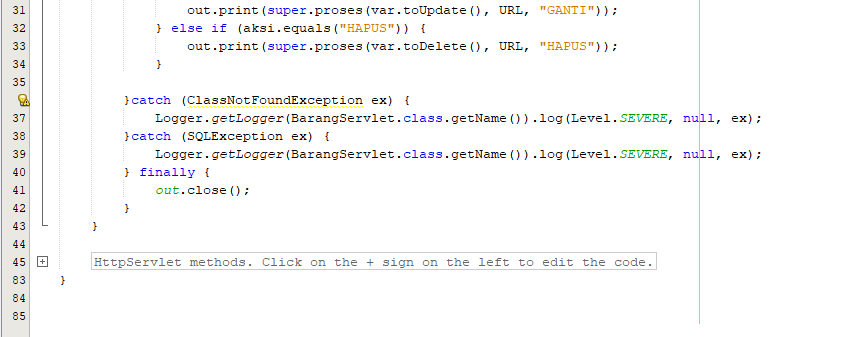 31 out.print(super.proses(var.toUpdate(), URL, "GANTI"));
32 } else if (aksi.equals("HAPUS")) {
33 out.print(super.proses(var.toDelete(), URL, "HAPUS"));
34 }
35
}catch (ClassNotFoundException ex) {
37 Logger.getLogger(BarangServlet.class.getName()).log(Level.SEVERE, null, ex);
38 }catch (SQLException ex) {
39 Logger.getLogger(BarangServlet.class.getName()).log(Level.SEVERE, null, ex);
40 } finally {
41 out.close();
42 }
43 }
44
45 HttpServlet methods. Click on the + sign on the left to edit the code.
83 }
84
85